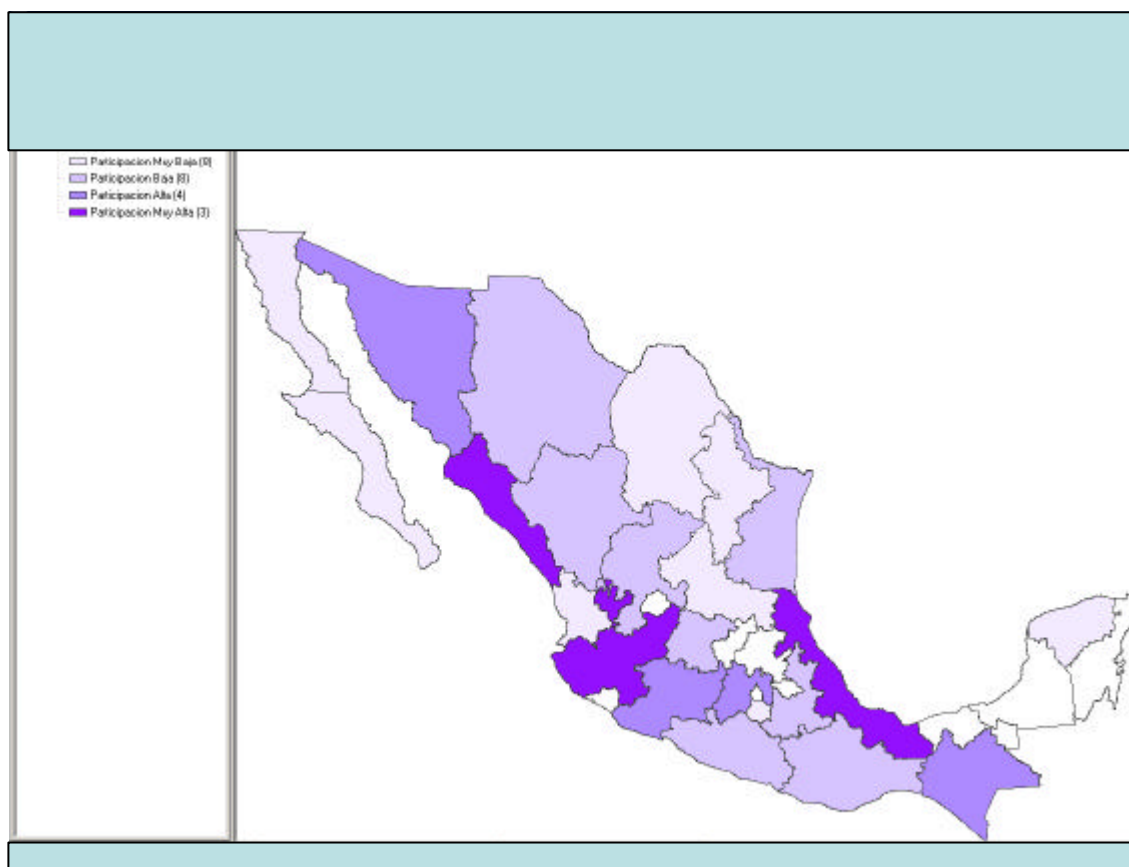 Participacion Muy Baja (9)
Participacion Baja (8)
Participacion Alta (4)
Participacion Muy Alta (3)